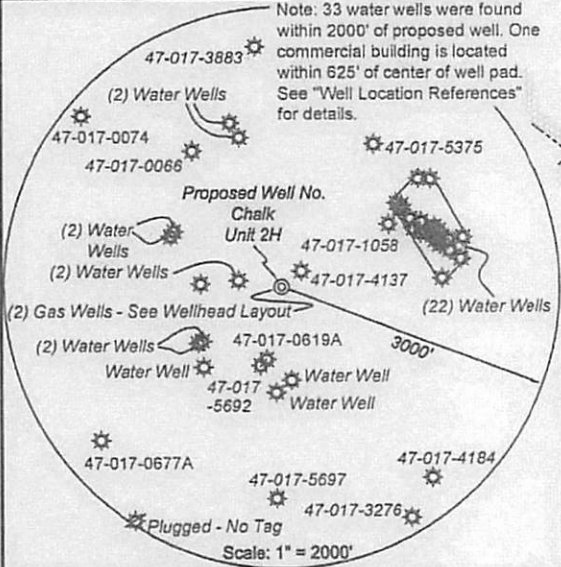 Note: 33 water wells were found
within 2000' of proposed well. One
commercial building is located
within 625' of center of well pad.
See "Well Location References"
for details.
47-017-3883
(2) Water Wells
47-017-0074
47-017-0066
47-017-5375
Proposed Well No.
Chalk
Unit 2H
(2) Water
Wells
47-017-1058
(2) Water Wells
47-017-4137
(22) Water Wells
(2) Gas Wells - See Wellhead Layout
3000'
(2) Water Wells
47-017-0619A
Water Well
47-017
-5692
Water Well
Water Well
47-017-0677A
47-017-4184
47-017-5697
47-017-3276
Plugged - No Tag
Scale: 1" = 2000'